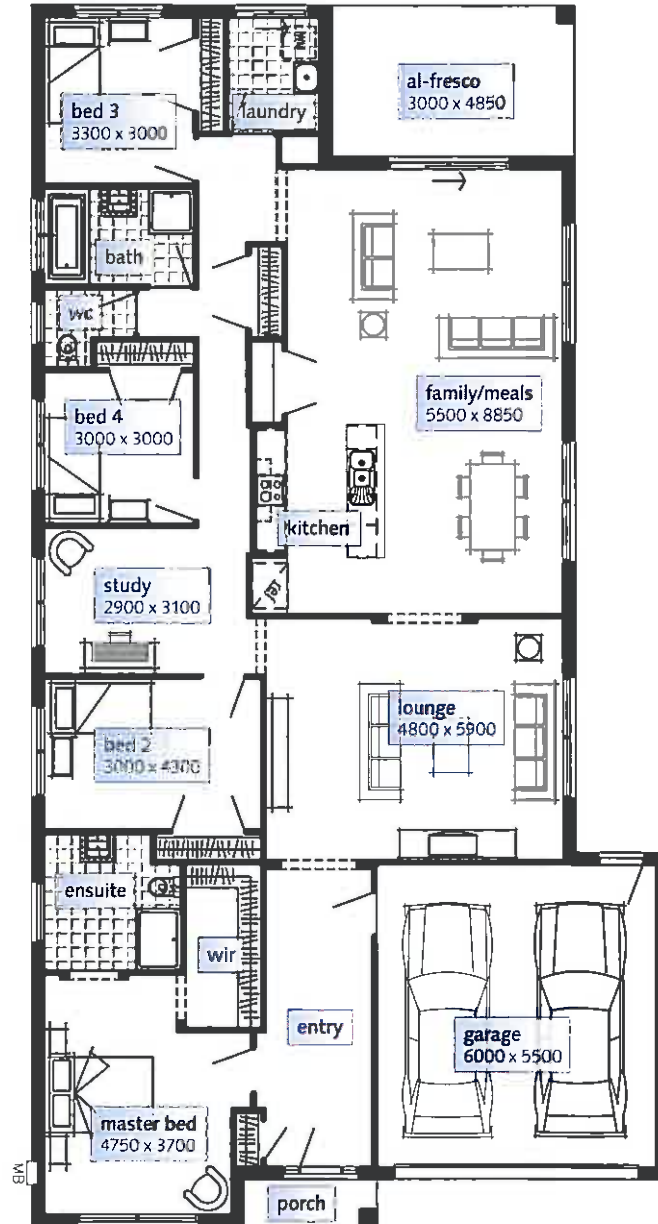 bed 3
3300 x 3000
laundry
al-fresco
3000 x 4850
bath
wc
bed 4
3000 x 3000
family/meals
5500 x 8850
kitchen
ref
study
2900 x 3100
bed 2
3000 x 4300
lounge
4800 x 5900
ensuite
wir
entry
garage
6000 x 5500
master bed
4750 x 3700
MB
porch